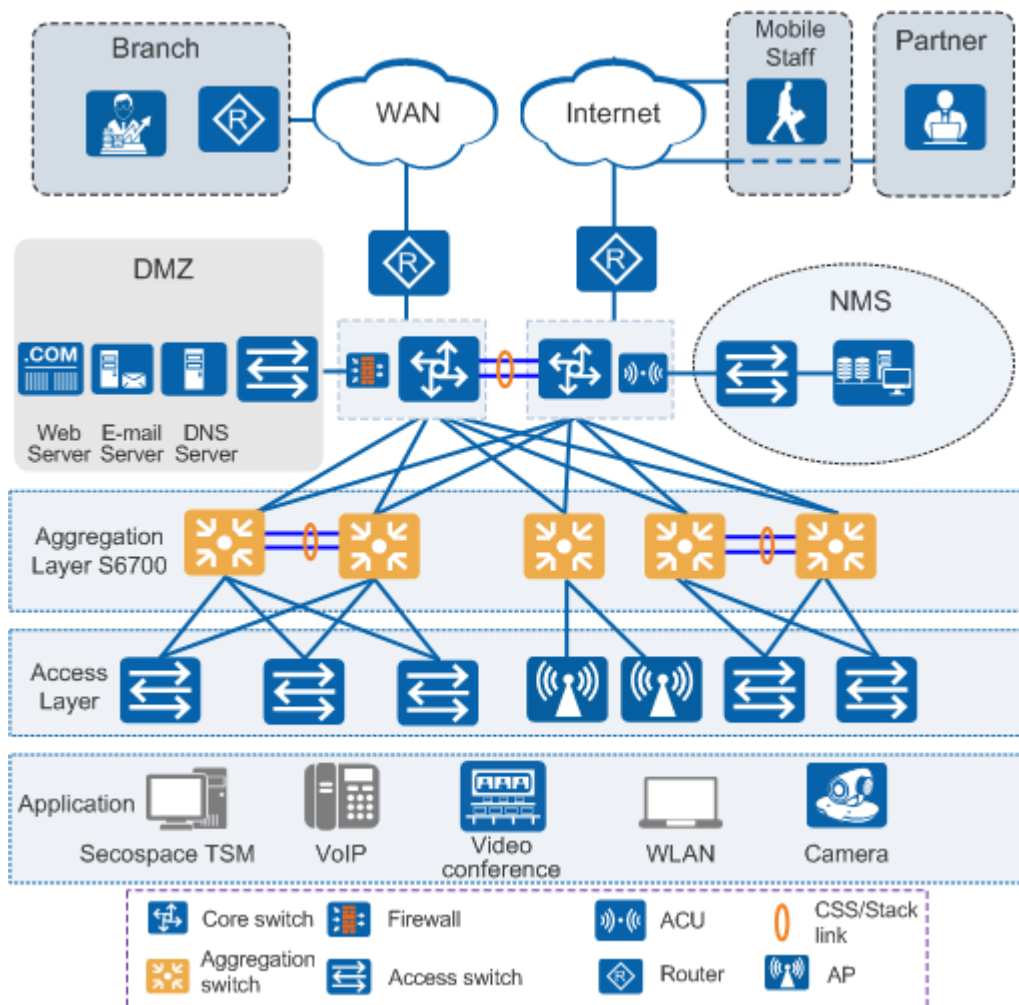 Branch
WAN
Internet
Mobile
Staff
Partner
R
R
R
DMZ
NMS
.COM
Web
Server
E-mail
Server
DNS
Server
Aggregation
Layer S6700
Access
Layer
Application
Secospace TSM
VoIP
Video
conference
WLAN
Camera
Core switch
Firewall
ACU
CSS/Stack
link
Aggregation
switch
Access switch
R
Router
AP